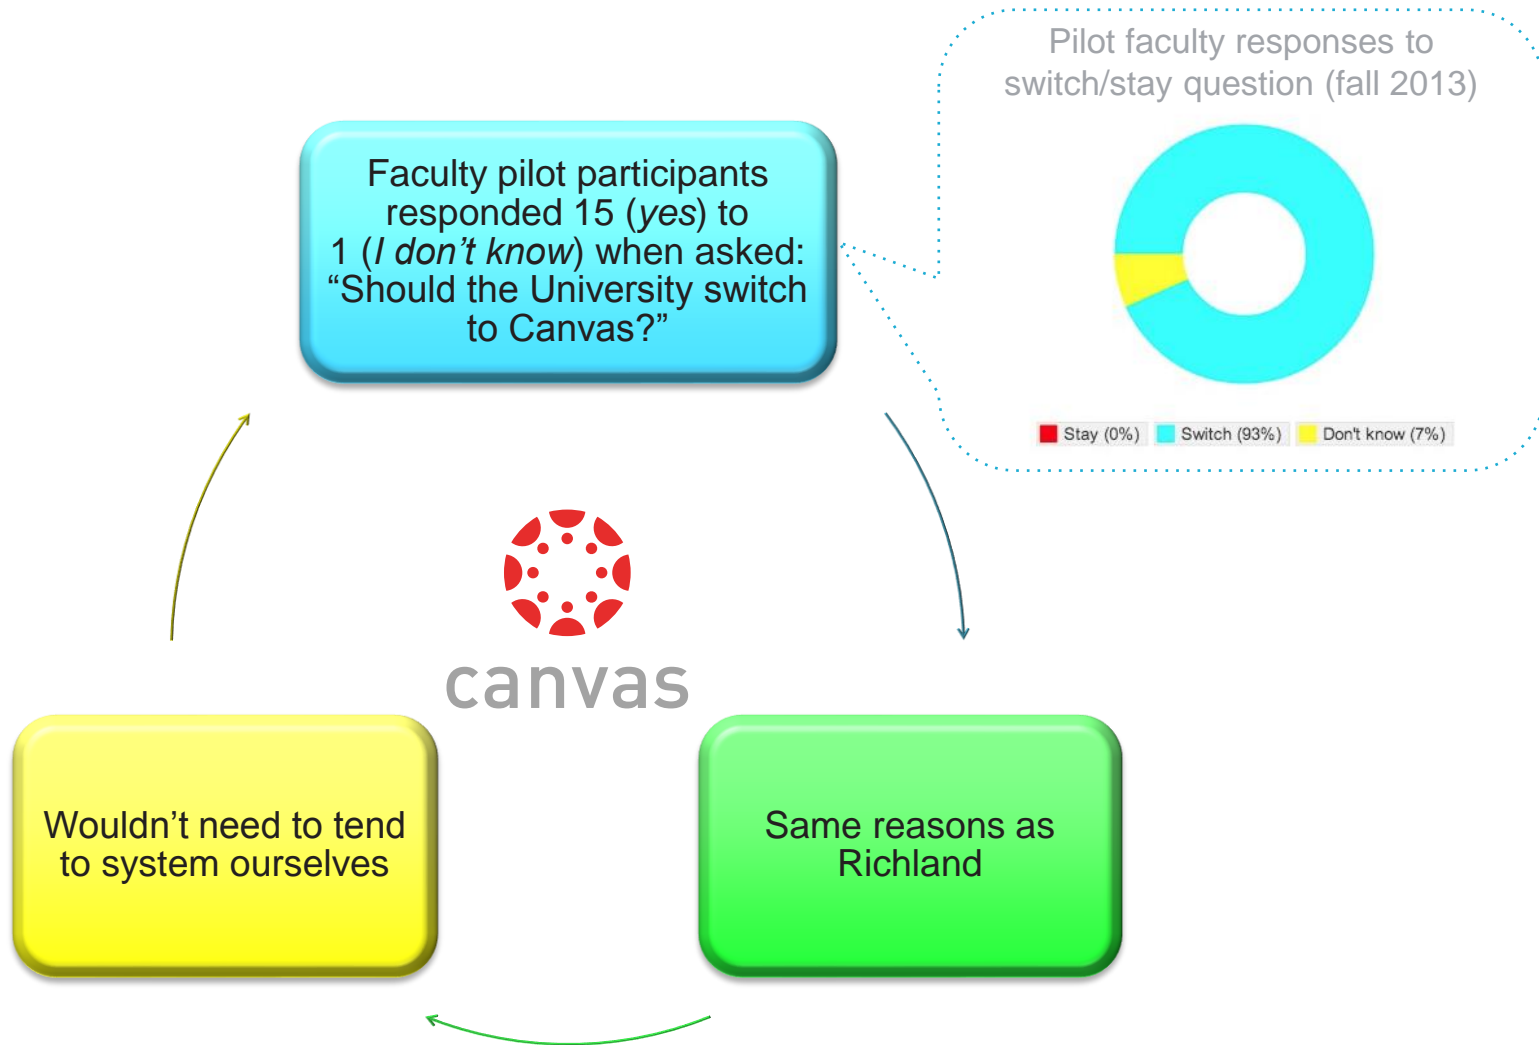 Pilot faculty responses to
switch/stay question (fall 2013)
Faculty pilot participants
responded 15 (yes) to
1 (I don’t know) when asked:
“Should the University switch
to Canvas?”
Stay (0%) Switch (93%) Don't know (7%)
canvas
Wouldn’t need to tend
to system ourselves
Same reasons as
Richland